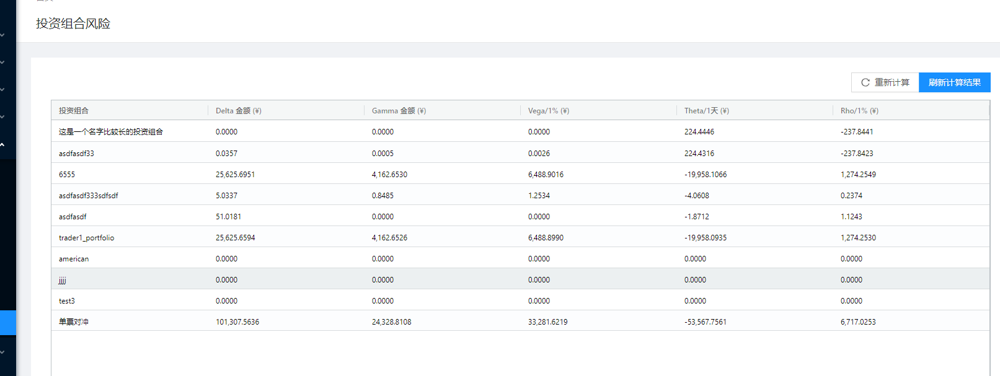 投资组合风险
重新计算 刷新计算结果
投资组合 Delta 金额 (¥) Gamma 金额 (¥) Vega/1% (¥) Theta/1天 (¥) Rho/1% (¥)
这是一个名字比较长的投资组合 0.0000 0.0000 0.0000 224.4446 -237.8441
asdfasdf33 0.0357 0.0005 0.0026 224.4316 -237.8423
6555 25,625.6951 4,162.6530 6,488.9016 -19,958.1066 1,274.2549
asdfasdf333sdfsdf 5.0337 0.8485 1.2534 -4.0608 0.2374
asdfasdf 51.0181 0.0000 0.0000 -1.8712 1.1243
trader1_portfolio 25,625.6594 4,162.6526 6,488.8990 -19,958.0935 1,274.2530
american 0.0000 0.0000 0.0000 0.0000 0.0000
jjjj 0.0000 0.0000 0.0000 0.0000 0.0000
test3 0.0000 0.0000 0.0000 0.0000 0.0000
单票对冲 101,307.5636 24,328.8108 33,281.6219 -53,567.7561 6,717.0253